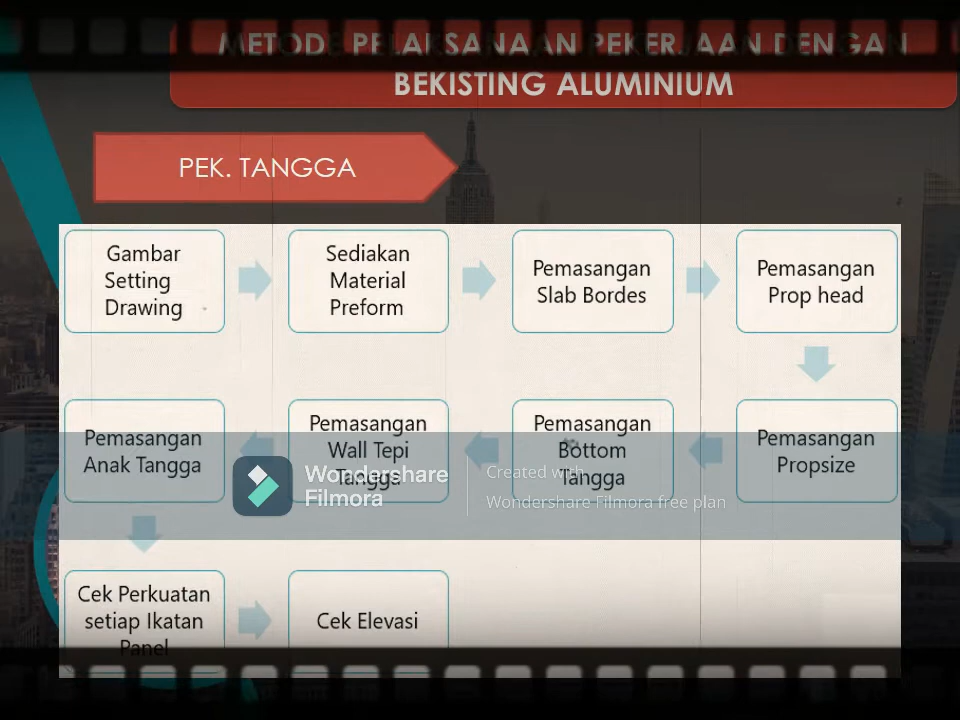 METODE PELAKSANAAN PEKERJAAN DENGAN
BEKISTING ALUMINIUM
PEK. TANGGA
Gambar
Setting
Drawing
Sediakan
Material
Preform
Pemasangan
Slab Bordes
Pemasangan
Prop head
Pemasangan
Propsize
Pemasangan
Bottom
Tangga
Pemasangan
Wall Tepi
Tangga
Pemasangan
Anak Tangga
Cek Perkuatan
setiap Ikatan
Panel
Cek Elevasi
Wondershare
Filmora
Created with
Wondershare Filmora free plan